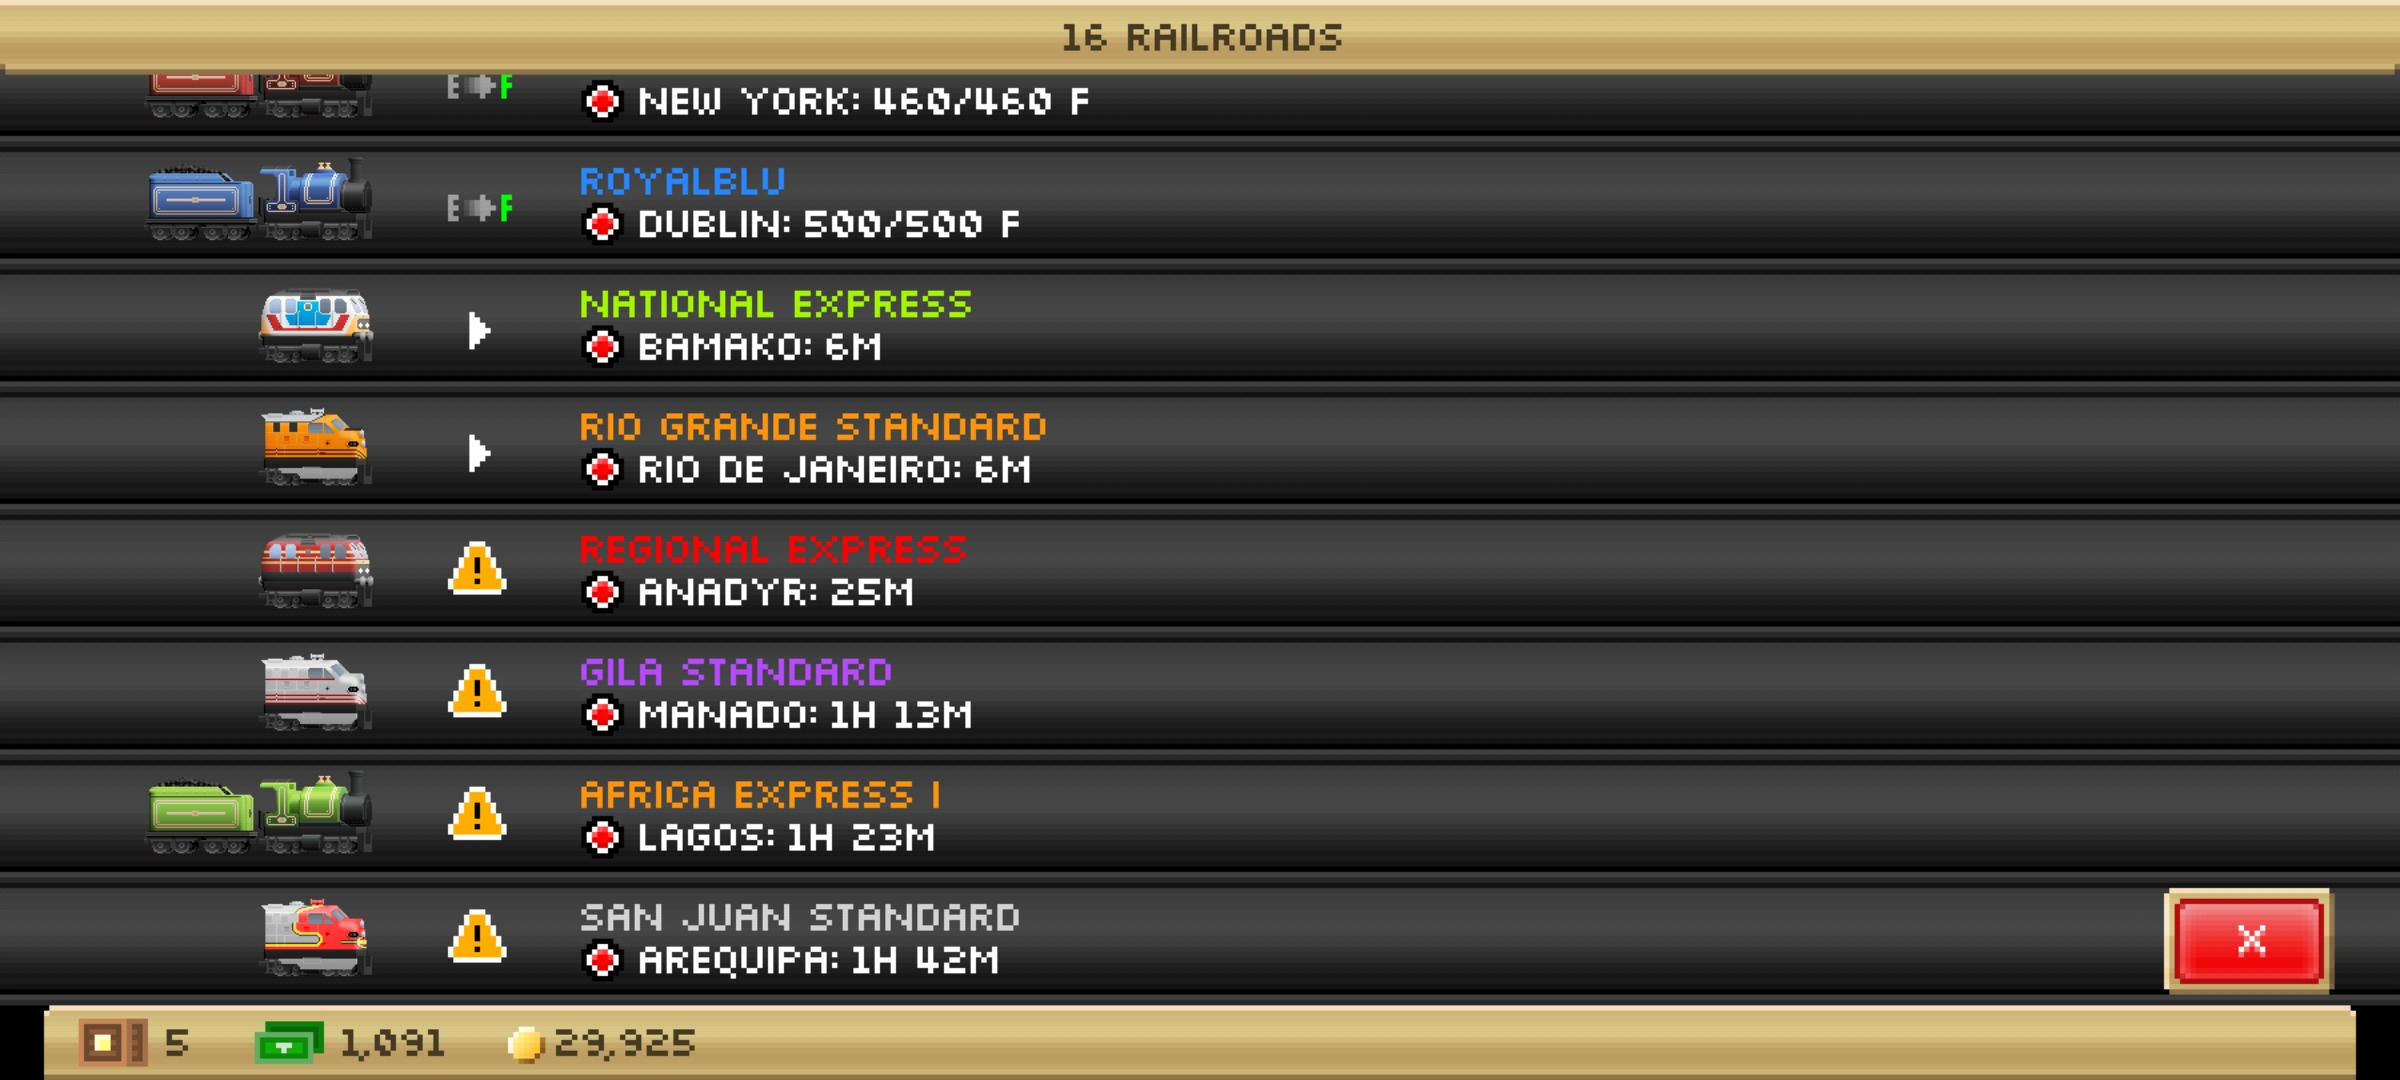 16 RAILROADS
E F
NEW YORK: 460/460 F
ROYALBLU
E F
DUBLIN: 500/500 F
NATIONAL EXPRESS
BAMAKO: 6M
RIO GRANDE STANDARD
RIO DE JANEIRO: 6M
REGIONAL EXPRESS
! ANADYR: 25M
GILA STANDARD
! MANADO: 1H 13M
AFRICA EXPRESS I
! LAGOS: 1H 23M
SAN JUAN STANDARD
! AREQUIPA: 1H 42M
X
5 1,091 29,925